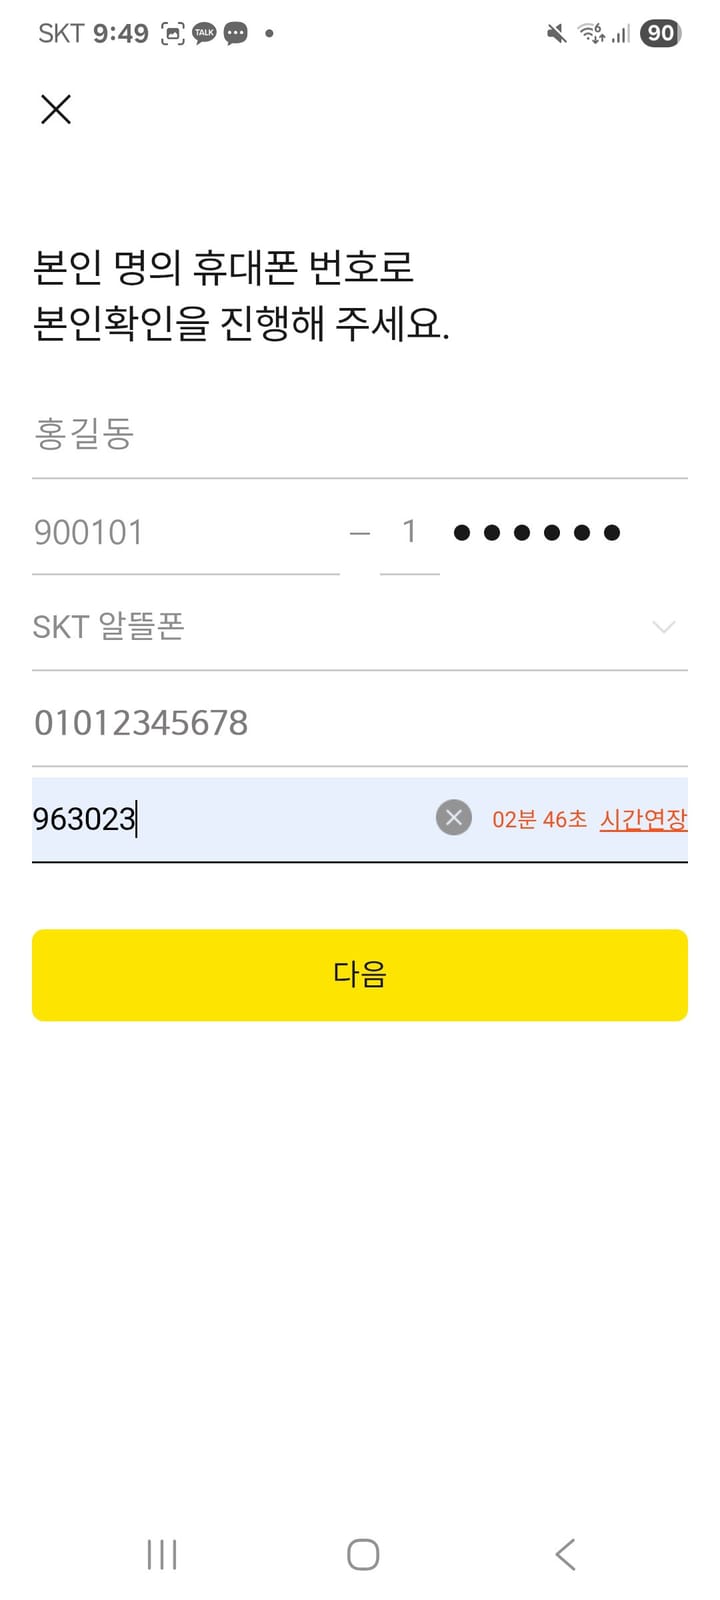 SKT 9:49 TALK 6 90
본인 명의 휴대폰 번호로
본인확인을 진행해 주세요.
홍길동
900101 – 1 ●●●●●●
SKT 알뜰폰
01012345678
963023 02분 46초 시간연장
다음